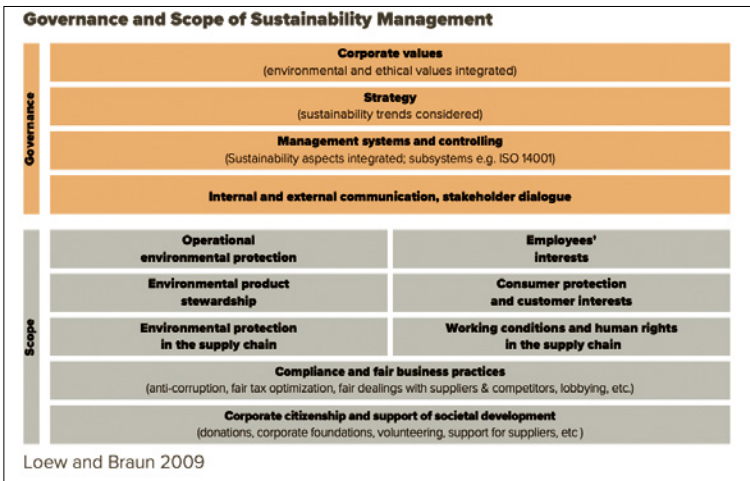 Governance and Scope of Sustainability Management
Governance
Corporate values
(environmental and ethical values integrated)
Strategy
(sustainability trends considered)
Management systems and controlling
(Sustainability aspects integrated; subsystems e.g. ISO 14001)
Internal and external communication, stakeholder dialogue
Scope
Operational
environmental protection
Employees'
interests
Environmental product
stewardship
Consumer protection
and customer interests
Environmental protection
in the supply chain
Working conditions and human rights
in the supply chain
Compliance and fair business practices
(anti-corruption, fair tax optimization, fair dealings with suppliers & competitors, lobbying, etc.)
Corporate citizenship and support of societal development
(donations, corporate foundations, volunteering, support for suppliers, etc )
Loew and Braun 2009